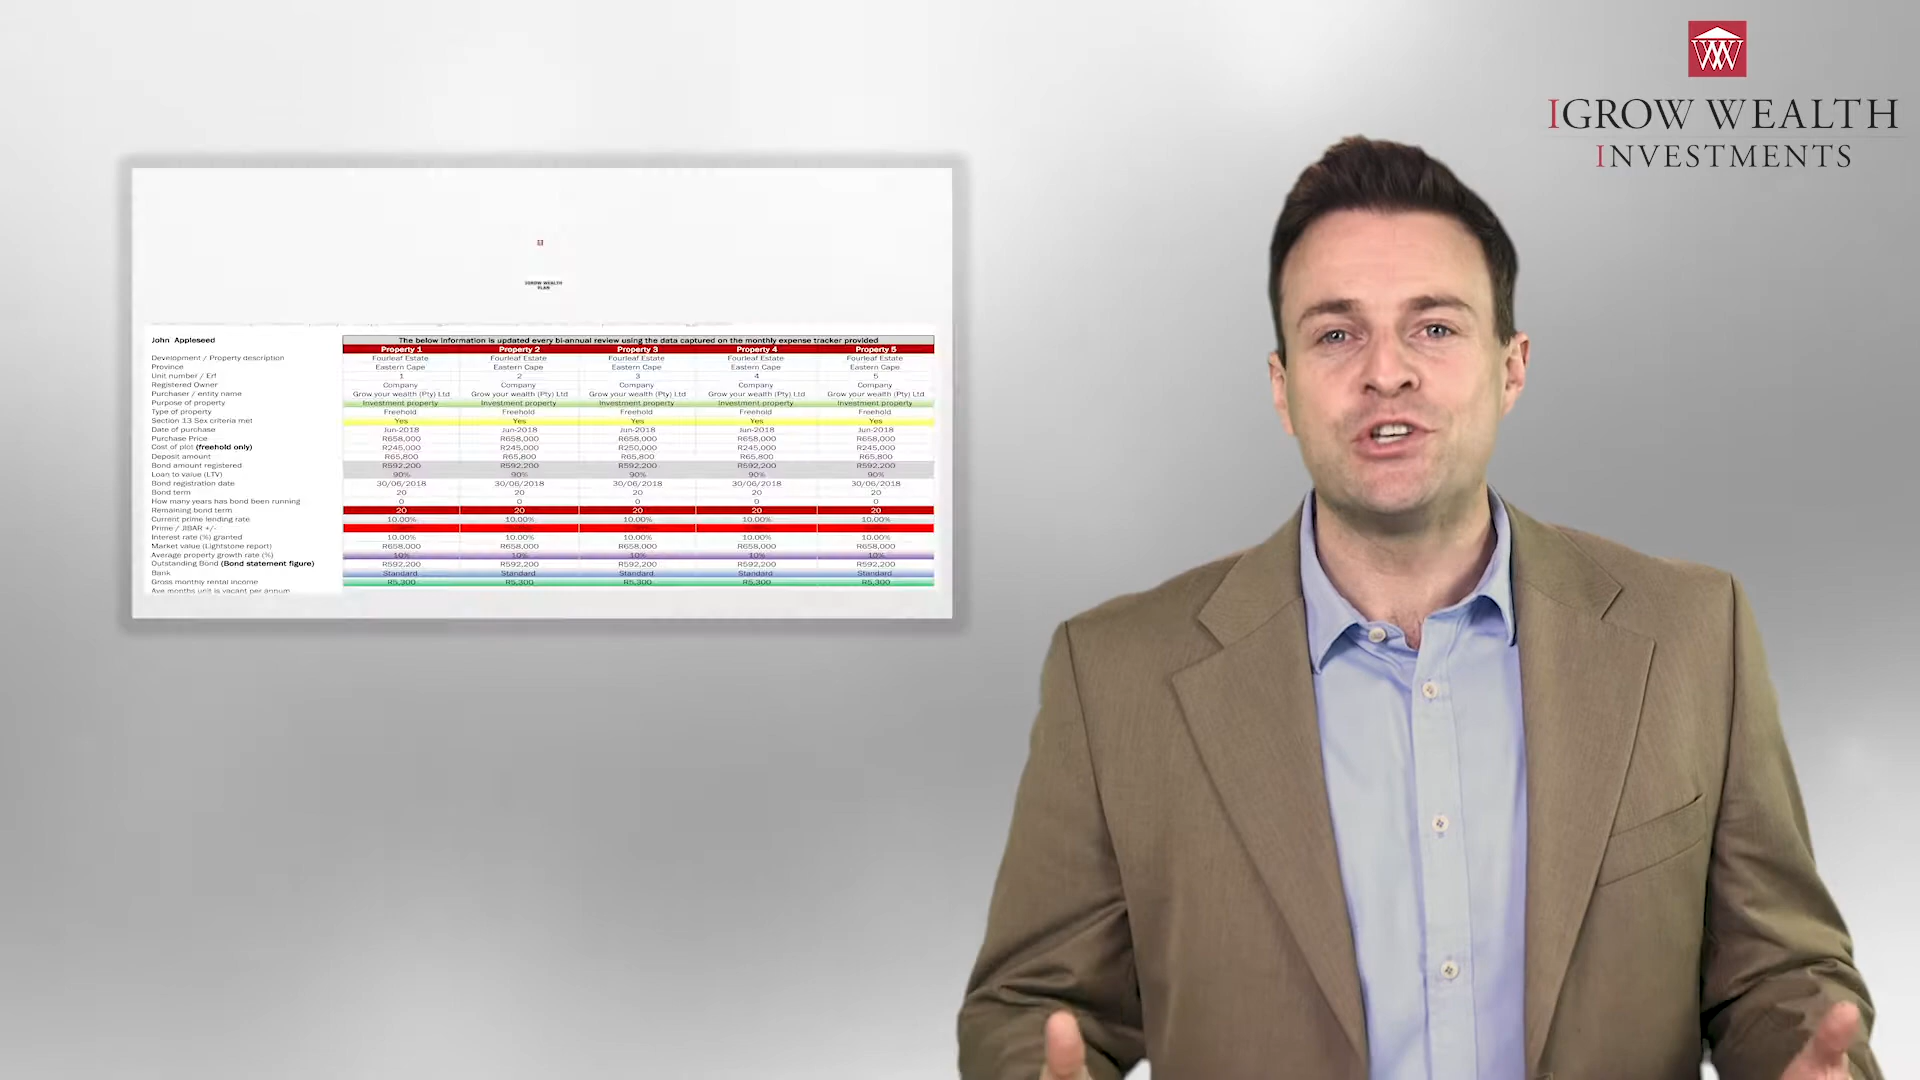 IGROW WEALTH
INVESTMENTS
IGROW WEALTH
PLAN
John Appleseed
The below information is updated every bi-annual review using the data captured on the monthly expense tracker provided
Property 1 Property 2 Property 3 Property 4 Property 5
Development / Property description Fourleaf Estate Fourleaf Estate Fourleaf Estate Fourleaf Estate Fourleaf Estate
Province Eastern Cape Eastern Cape Eastern Cape Eastern Cape Eastern Cape
Unit number / Erf 1 2 3 4 5
Registered Owner Company Company Company Company Company
Purchaser / entity name Grow your wealth (Pty) Ltd Grow your wealth (Pty) Ltd Grow your wealth (Pty) Ltd Grow your wealth (Pty) Ltd Grow your wealth (Pty) Ltd
Purpose of property Investment property Investment property Investment property Investment property Investment property
Type of property Freehold Freehold Freehold Freehold Freehold
Section 13 Sex criteria met Yes Yes Yes Yes Yes
Date of purchase Jun-2018 Jun-2018 Jun-2018 Jun-2018 Jun-2018
Purchase Price R658,000 R658,000 R658,000 R658,000 R658,000
Cost of plot (freehold only) R245,000 R245,000 R250,000 R245,000 R245,000
Deposit amount R65,800 R65,800 R65,800 R65,800 R65,800
Bond amount registered R592,200 R592,200 R592,200 R592,200 R592,200
Loan to value (LTV) 90% 90% 90% 90% 90%
Bond registration date 30/06/2018 30/06/2018 30/06/2018 30/06/2018 30/06/2018
Bond term 20 20 20 20 20
How many years has bond been running 0 0 0 0 0
Remaining bond term 20 20 20 20 20
Current prime lending rate 10.00% 10.00% 10.00% 10.00% 10.00%
Prime / JIBAR +/-
Interest rate (%) granted 10.00% 10.00% 10.00% 10.00% 10.00%
Market value (Lightstone report) R658,000 R658,000 R658,000 R658,000 R658,000
Average property growth rate (%) 10% 10% 10% 10% 10%
Outstanding Bond (Bond statement figure) R592,200 R592,200 R592,200 R592,200 R592,200
Bank Standard Standard Standard Standard Standard
Gross monthly rental income R5,300 R5,300 R5,300 R5,300 R5,300
Ave months unit is vacant per annum